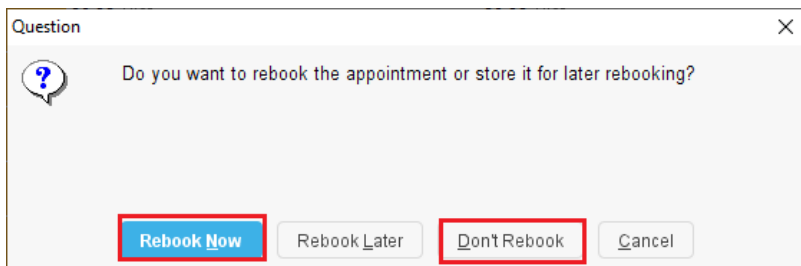 Question
Do you want to rebook the appointment or store it for later rebooking?
Rebook Now Rebook Later Don't Rebook Cancel